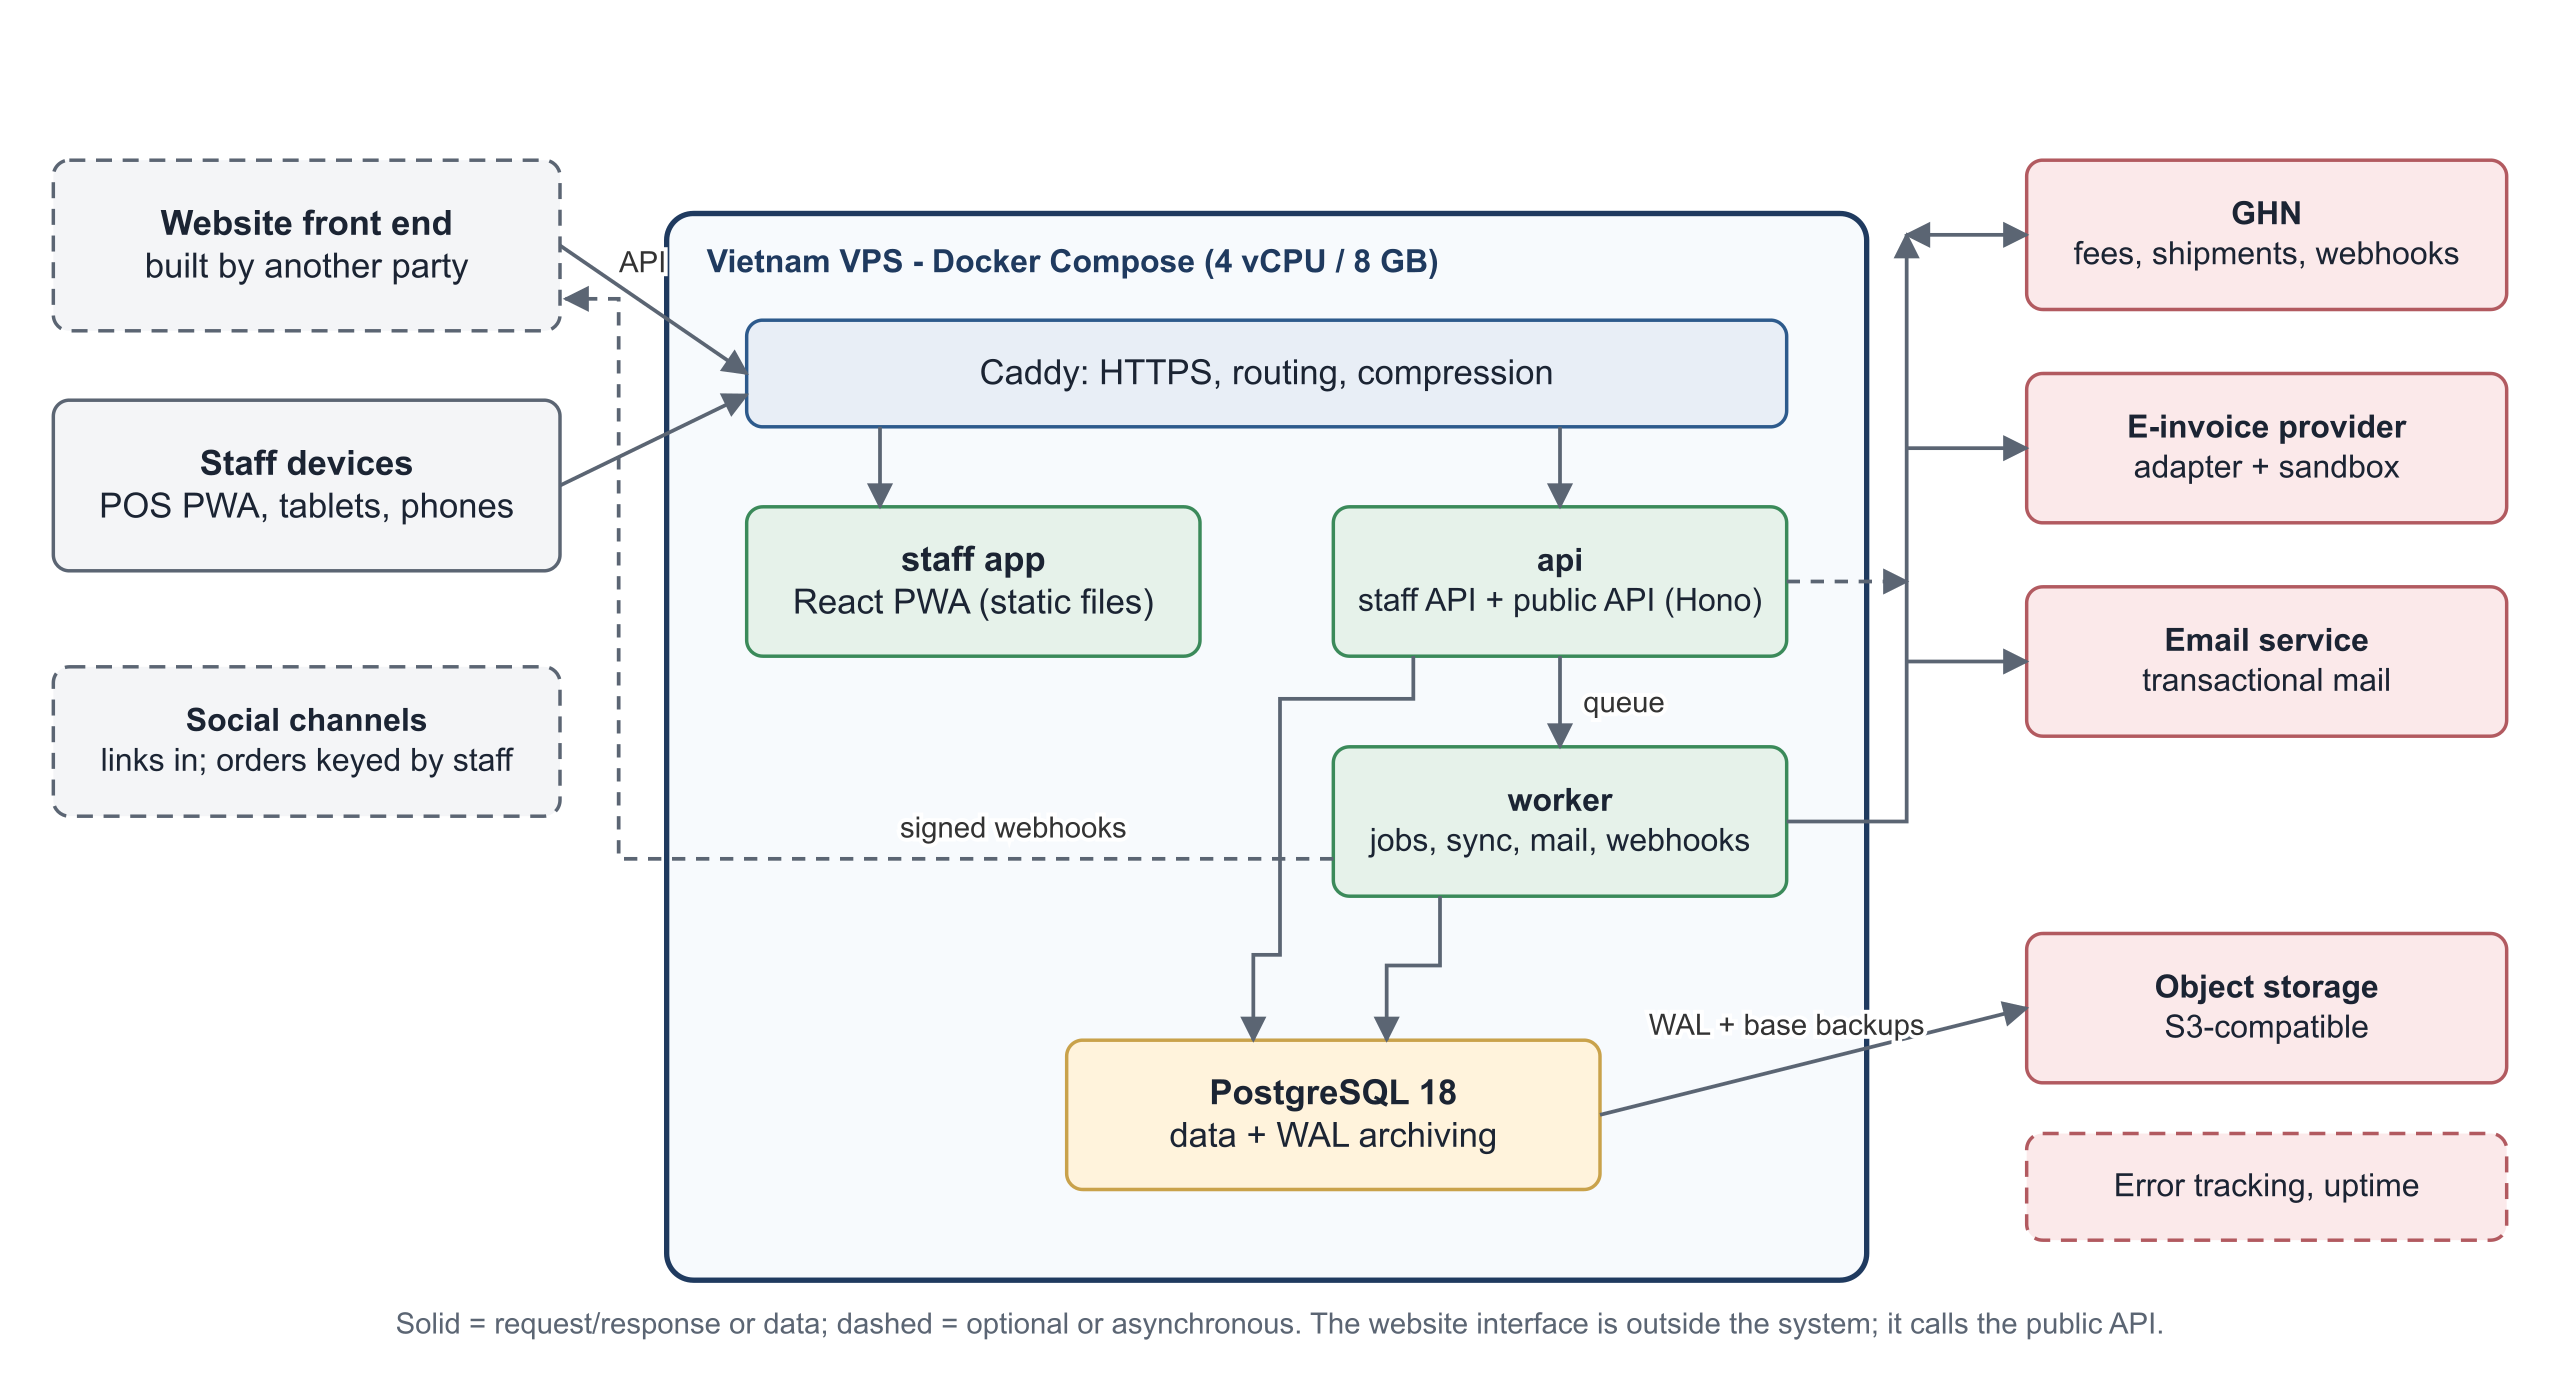 Website front end
built by another party
API
Vietnam VPS - Docker Compose (4 vCPU / 8 GB)
GHN
fees, shipments, webhooks
Caddy: HTTPS, routing, compression
E-invoice provider
adapter + sandbox
Staff devices
POS PWA, tablets, phones
staff app
React PWA (static files)
api
staff API + public API (Hono)
Email service
transactional mail
queue
Social channels
links in; orders keyed by staff
worker
jobs, sync, mail, webhooks
signed webhooks
Object storage
S3-compatible
WAL + base backups
PostgreSQL 18
data + WAL archiving
Error tracking, uptime
Solid = request/response or data; dashed = optional or asynchronous. The website interface is outside the system; it calls the public API.